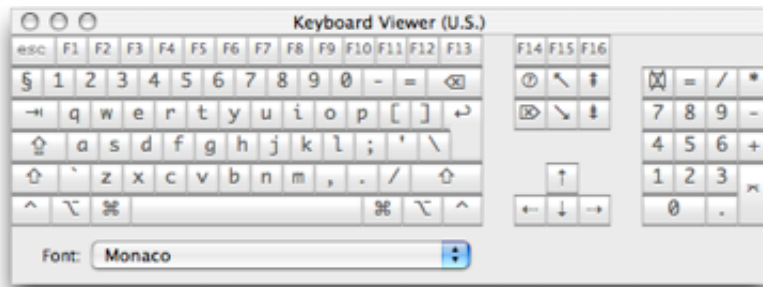 Keyboard Viewer (U.S.)
esc F1 F2 F3 F4 F5 F6 F7 F8 F9 F10 F11 F12 F13 F14 F15 F16
§ 1 2 3 4 5 6 7 8 9 0 - = ⌫ ? ↖ ⇞ = / *
⇥ q w e r t y u i o p [ ] ↩ ⌦ ↘ ⇟ 7 8 9 -
⇪ a s d f g h j k l ; ' \ 4 5 6 +
⇧ ` z x c v b n m , . / ⇧ ↑ 1 2 3 ⌤
^ ⌥ ⌘ ⌘ ⌥ ^ ← ↓ → 0 .
Font: Monaco